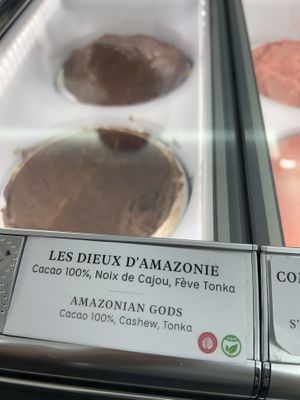 LES DIEUX D'AMAZONIE
Cacao 100%, Noix de Cajou, Fève Tonka
AMAZONIAN GODS
Cacao 100%, Cashew, Tonka